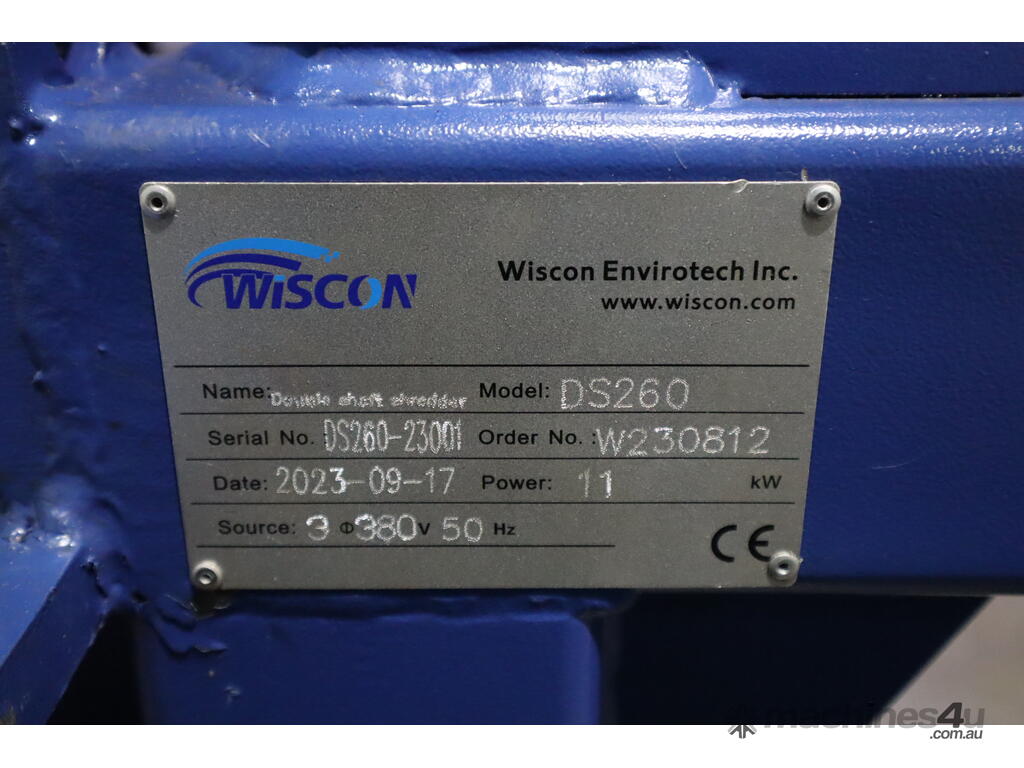 WiSCON
Wiscon Envirotech Inc.
www.wiscon.com
Name: Double shaft shredder Model: DS260
Serial No. DS260-23001 Order No.: W230812
Date: 2023-09-17 Power: 11 kW
Source: 3 Φ 380 V 50 Hz
CE
machines4u
.com.au